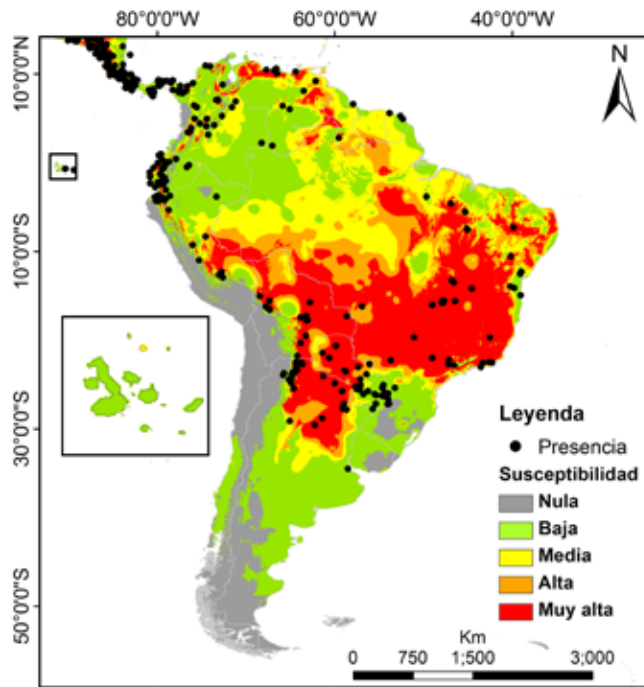 80°0'0"W 60°0'0"W 40°0'0"W
10°0'0"N
N
10°0'0"S
30°0'0"S
50°0'0"S
Leyenda
Presencia
Susceptibilidad
Nula
Baja
Media
Alta
Muy alta
Km
0 750 1;500 3;000